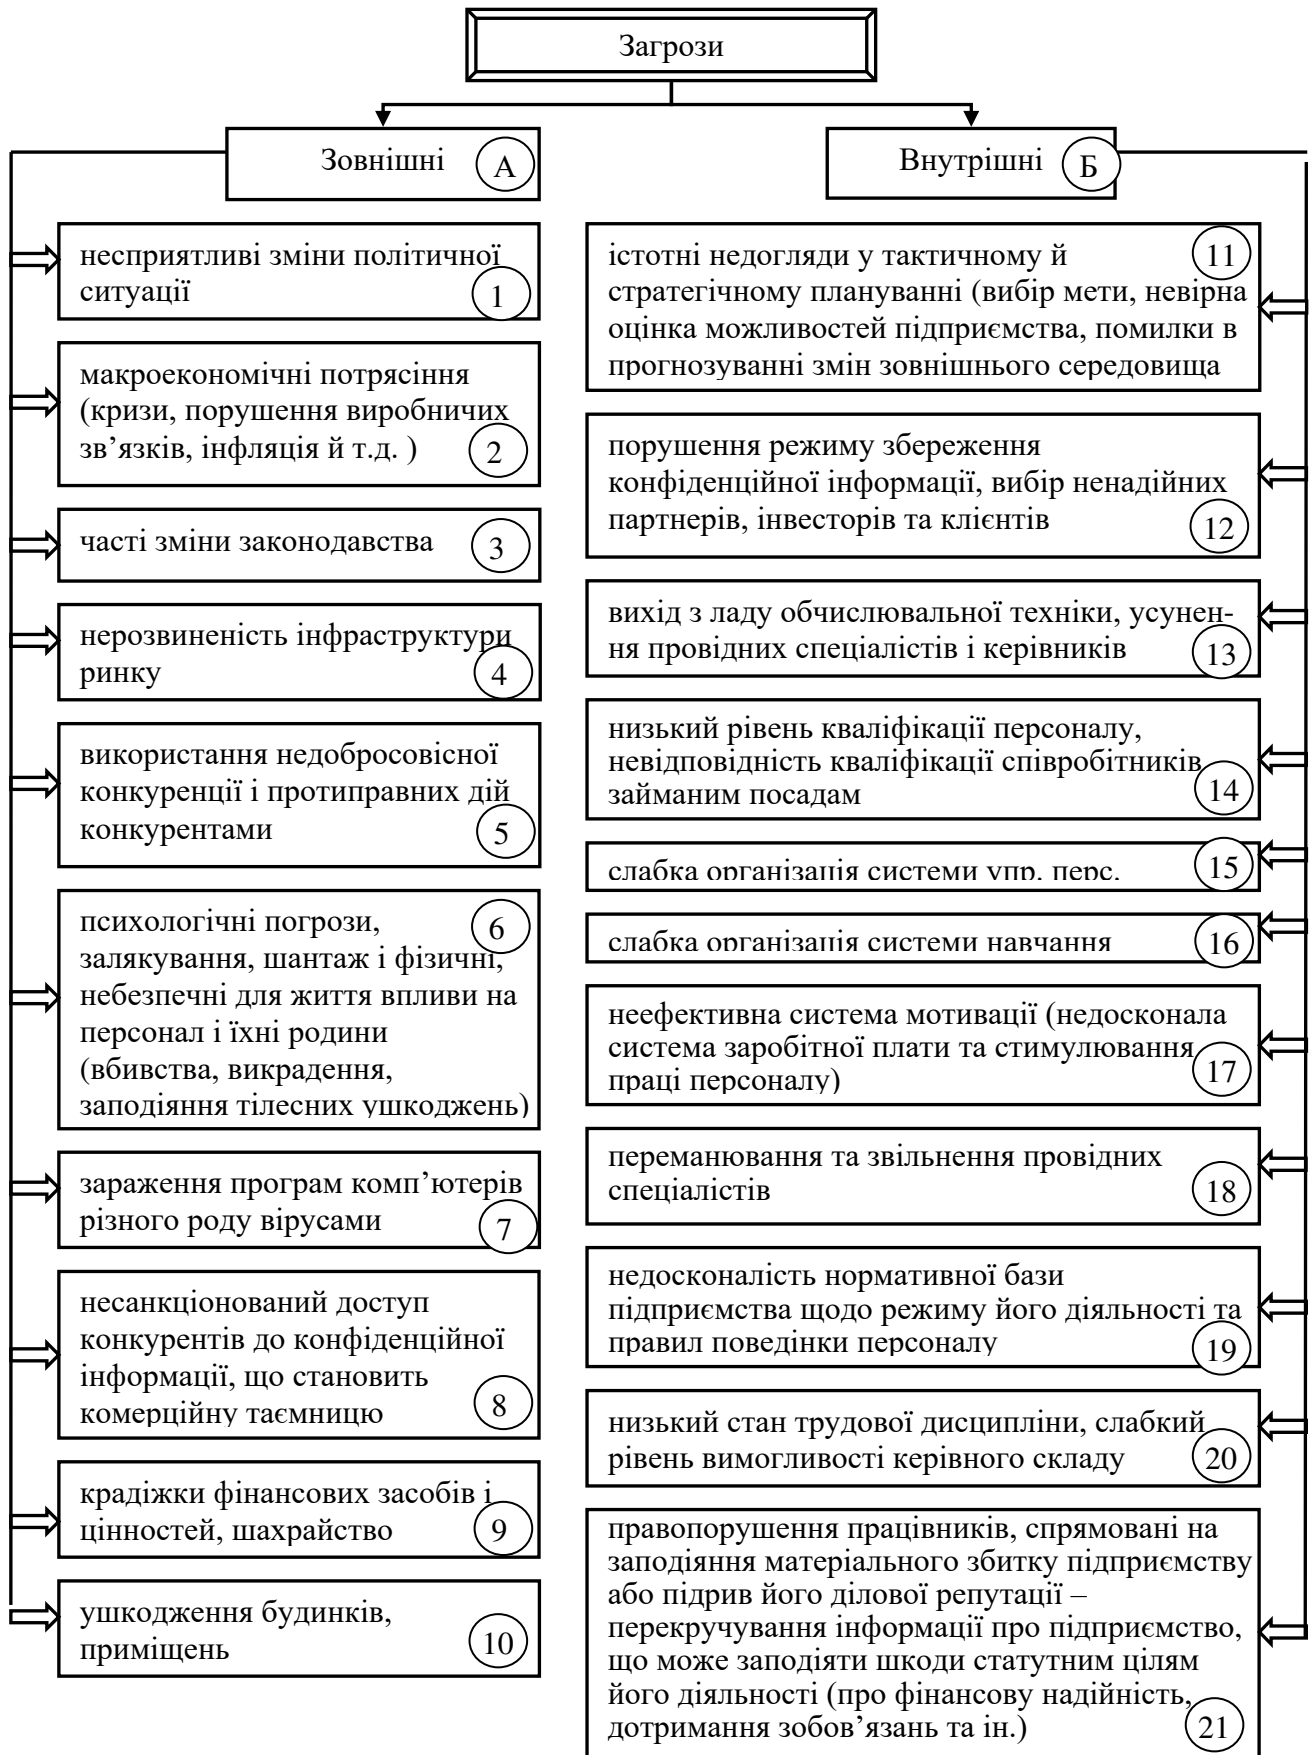 Загрози
Зовнішні
А
Внутрішні
Б
несприятливі зміни політичної
ситуації
1
макроекономічні потрясіння
(кризи, порушення виробничих
зв’язків, інфляція й т.д. )
2
часті зміни законодавства
3
нерозвиненість інфраструктури
ринку
4
використання недобросовісної
конкуренції і протиправних дій
конкурентами
5
психологічні погрози,
6
залякування, шантаж і фізичні,
небезпечні для життя впливи на
персонал і їхні родини
(вбивства, викрадення,
заподіяння тілесних ушкоджень)
зараження програм комп’ютерів
різного роду вірусами
7
несанкціонований доступ
конкурентів до конфіденційної
інформації, що становить
комерційну таємницю
8
крадіжки фінансових засобів і
цінностей, шахрайство
9
ушкодження будинків,
приміщень
10
істотні недогляди у тактичному й
11
стратегічному плануванні (вибір мети, невірна
оцінка можливостей підприємства, помилки в
прогнозуванні змін зовнішнього середовища
порушення режиму збереження
конфіденційної інформації, вибір ненадійних
партнерів, інвесторів та клієнтів
12
вихід з ладу обчислювальної техніки, усунен-
ня провідних спеціалістів і керівників
13
низький рівень кваліфікації персоналу,
невідповідність кваліфікації співробітників
займаним посадам
14
слабка організація системи упр. перс.
15
слабка організація системи навчання
16
неефективна система мотивації (недосконала
система заробітної плати та стимулювання
праці персоналу)
17
переманювання та звільнення провідних
спеціалістів
18
недосконалість нормативної бази
підприємства щодо режиму його діяльності та
правил поведінки персоналу
19
низький стан трудової дисципліни, слабкий
рівень вимогливості керівного складу
20
правопорушення працівників, спрямовані на
заподіяння матеріального збитку підприємству
або підрив його ділової репутації –
перекручування інформації про підприємство,
що може заподіяти шкоди статутним цілям
його діяльності (про фінансову надійність,
дотримання зобов’язань та ін.)
21